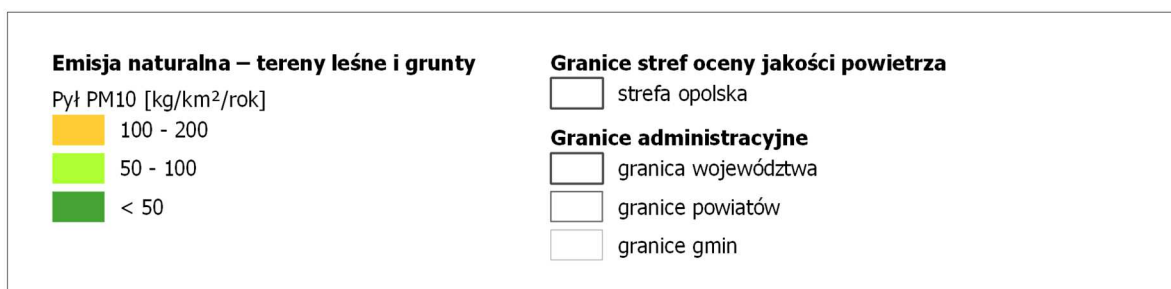 Emisja naturalna – tereny leśne i grunty
Pył PM10 [kg/km²/rok]
100 - 200
50 - 100
< 50
Granice stref oceny jakości powietrza
strefa opolska
Granice administracyjne
granica województwa
granice powiatów
granice gmin